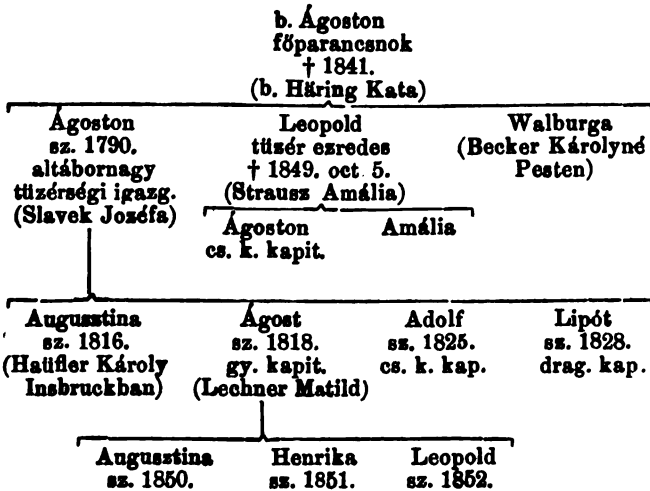 b. Ágoston
főparancsnok
† 1841.
(b. Häring Kata)
Ágoston
sz. 1790.
altábornagy
tüzérségi igazg.
(Slavek Jozéfa)
Leopold
tüzér ezredes
† 1849. oct 5.
(Strausz Amália)
Walburga
(Becker Károlyné
Pesten)
Ágoston
cs. k. kapit.
Amália
Augusztina
sz. 1816.
(Haüfler Károly
Insbruckban)
Ágost
sz. 1818.
gy. kapit.
(Lechner Matild)
Adolf
sz. 1825.
cs. k. kap.
Lipót
sz. 1828.
drag. kap.
Augusztina
sz. 1850.
Henrika
sz. 1851.
Leopold
sz. 1852.